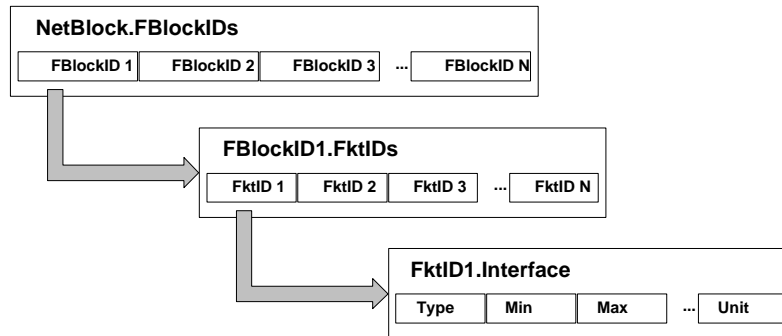 NetBlock.FBlockIDs
FBlockID 1 FBlockID 2 FBlockID 3 ... FBlockID N
FBlockID1.FktIDs
FktID 1 FktID 2 FktID 3 ... FktID N
FktID1.Interface
Type Min Max ... Unit